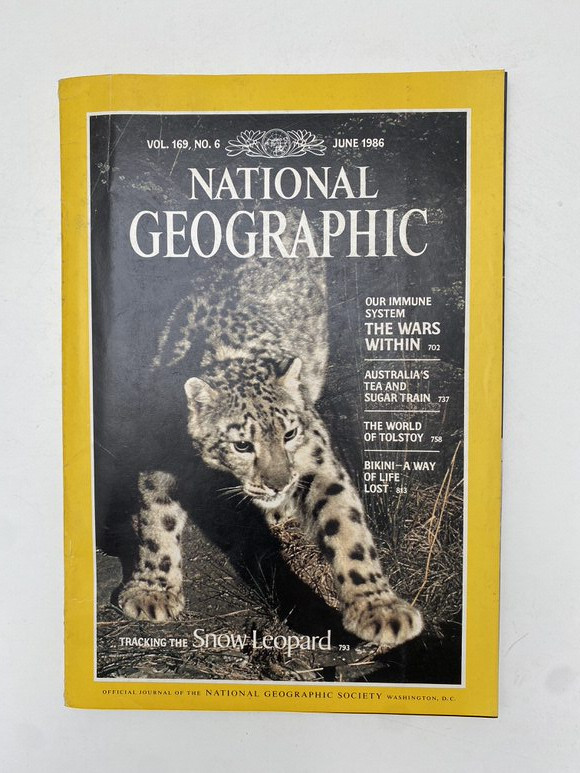 VOL. 169, NO. 6 JUNE 1986
NATIONAL
GEOGRAPHIC
OUR IMMUNE
SYSTEM
THE WARS
WITHIN 702
AUSTRALIA'S
TEA AND
SUGAR TRAIN 737
THE WORLD
OF TOLSTOY 758
BIKINI—A WAY
OF LIFE
LOST 813
TRACKING THE Snow Leopard 793
OFFICIAL JOURNAL OF THE NATIONAL GEOGRAPHIC SOCIETY WASHINGTON, D.C.